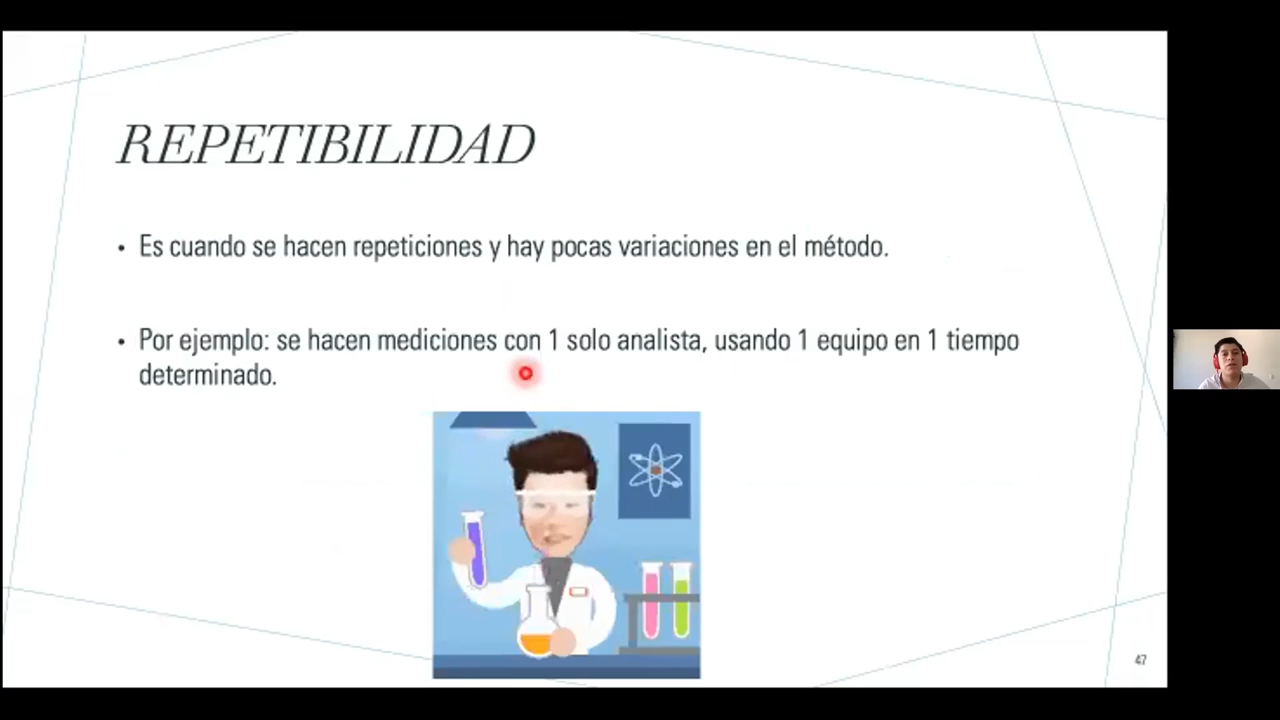 REPETIBILIDAD
• Es cuando se hacen repeticiones y hay pocas variaciones en el método.
• Por ejemplo: se hacen mediciones con 1 solo analista, usando 1 equipo en 1 tiempo
determinado.
47